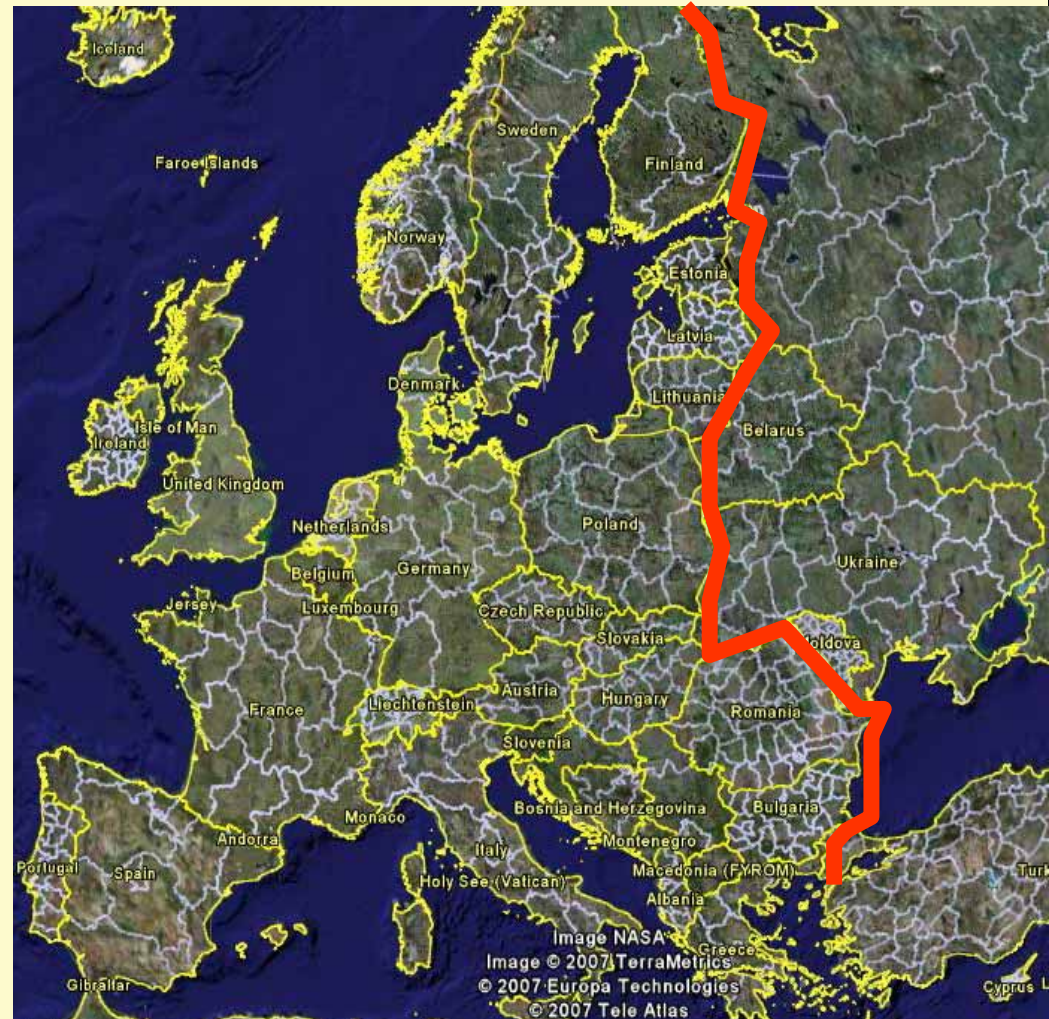 Iceland
Faroe Islands
Sweden
Finland
Norway
Estonia
Latvia
Denmark
Lithuania
Isle of Man
Ireland
Belarus
United Kingdom
Netherlands
Poland
Belgium
Germany
Ukraine
Jersey
Luxembourg
Czech Republic
Slovakia
Moldova
Austria
Hungary
Liechtenstein
France
Romania
Slovenia
Bosnia and Herzegovina
Bulgaria
Monaco
Andorra
Montenegro
Italy
Portugal
Spain
Macedonia (FYROM)
Turk
Holy See (Vatican)
Albania
Image NASA
Greece
Image © 2007 TerraMetrics
Gibraltar
© 2007 Europa Technologies
Cyprus L
© 2007 Tele Atlas